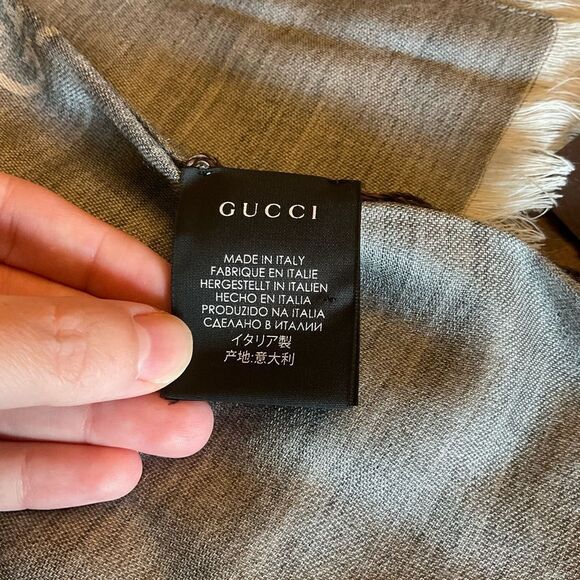 GUCCI
MADE IN ITALY
FABRIQUE EN ITALIE
HERGESTELLT IN ITALIEN
HECHO EN ITALIA
PRODUZIDO NA ITALIA
СДЕЛАНО В ИТАЛИИ
イタリア製
产地:意大利